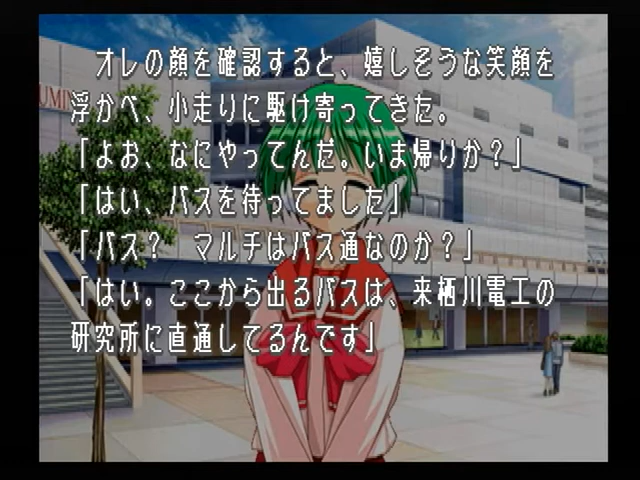 UMI
オレの顔を確認すると、嬉しそうな笑顔を
浮かべ、小走りに駆け寄ってきた。
「よお、なにやってんだ。いま帰りか?」
「はい、バスを待ってました」
「バス? マルチはバス通なのか?」
「はい。ここから出るバスは、来栖川電工の
研究所に直通してるんです」